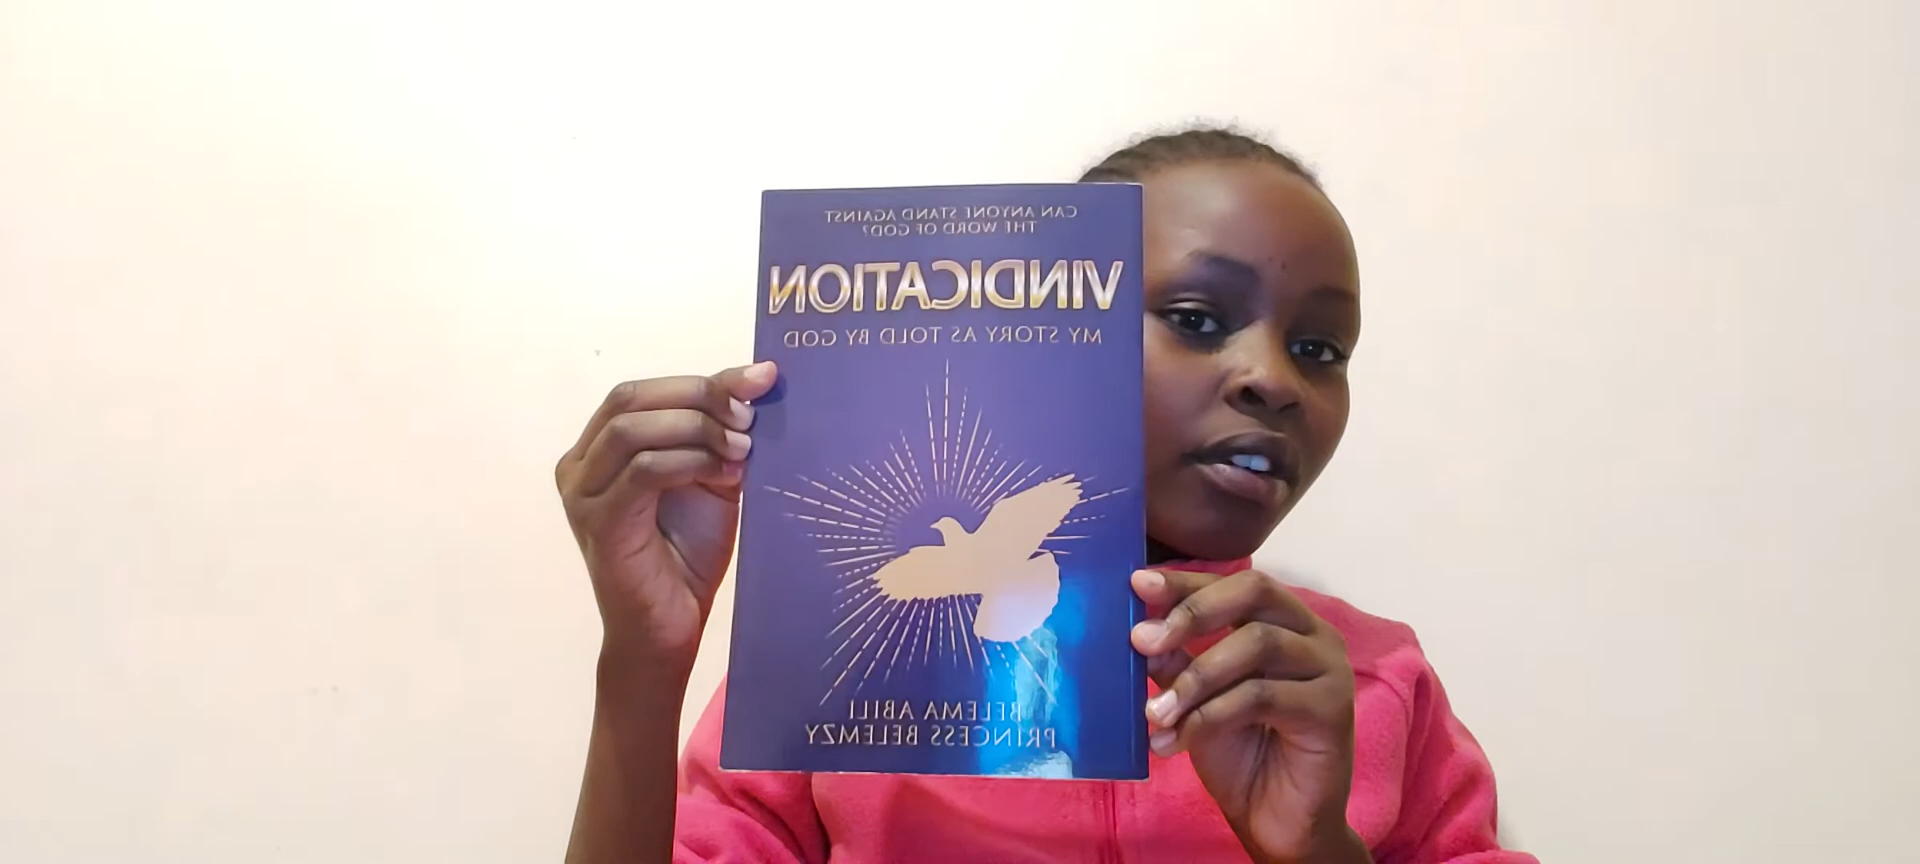 CAN ANYONE STAND AGAINST
THE WORD OF GOD?
VINDICATION
MY STORY AS TOLD BY GOD
BELEMA ABILI
PRINCESS BELEMZY